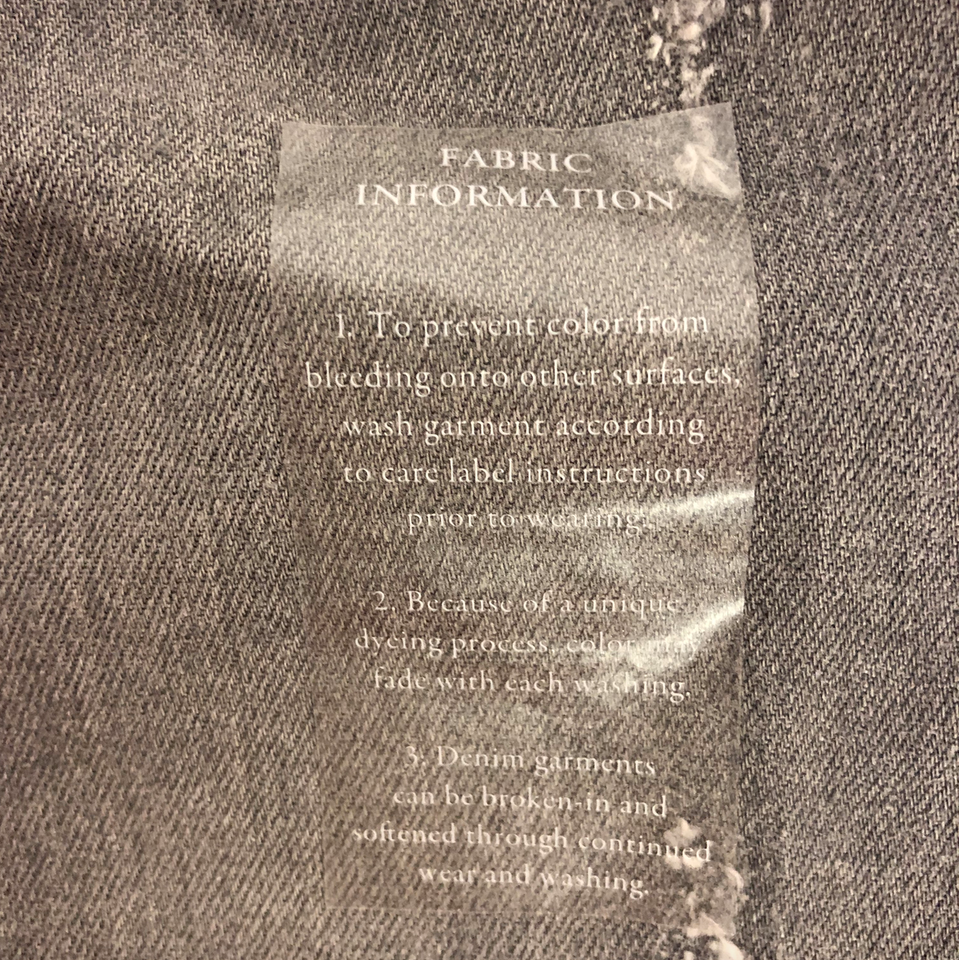 FABRIC
INFORMATION
1. To prevent color from
bleeding onto other surfaces,
wash garment according
to care label instructions
prior to wearing.
2. Because of a unique
dyeing process, color
fade with each washing.
3. Denim garments
can be broken-in and
softened through continued
wear and washing.